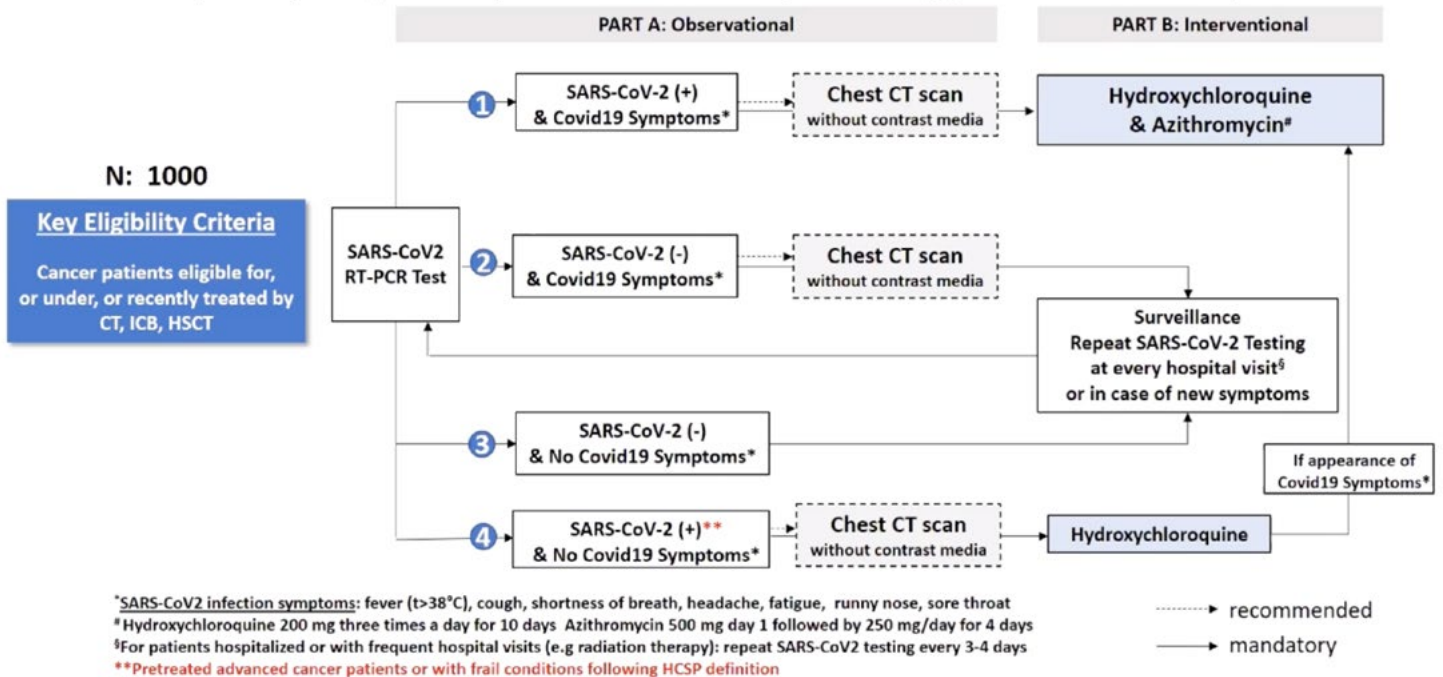 PART A: Observational
PART B: Interventional
1
SARS-CoV-2 (+)
& Covid19 Symptoms*
Chest CT scan
without contrast media
Hydroxychloroquine
& Azithromycin#
N: 1000
Key Eligibility Criteria
Cancer patients eligible for,
or under, or recently treated by
CT, ICB, HSCT
SARS-CoV2
RT-PCR Test
2
SARS-CoV-2 (-)
& Covid19 Symptoms*
Chest CT scan
without contrast media
Surveillance
Repeat SARS-CoV-2 Testing
at every hospital visit§
or in case of new symptoms
3
SARS-CoV-2 (-)
& No Covid19 Symptoms*
If appearance of
Covid19 Symptoms*
4
SARS-CoV-2 (+)**
& No Covid19 Symptoms*
Chest CT scan
without contrast media
Hydroxychloroquine
*SARS-CoV2 infection symptoms: fever (t>38°C), cough, shortness of breath, headache, fatigue, runny nose, sore throat
#Hydroxychloroquine 200 mg three times a day for 10 days Azithromycin 500 mg day 1 followed by 250 mg/day for 4 days
§For patients hospitalized or with frequent hospital visits (e.g radiation therapy): repeat SARS-CoV2 testing every 3-4 days
**Pretreated advanced cancer patients or with frail conditions following HCSP definition
recommended
mandatory